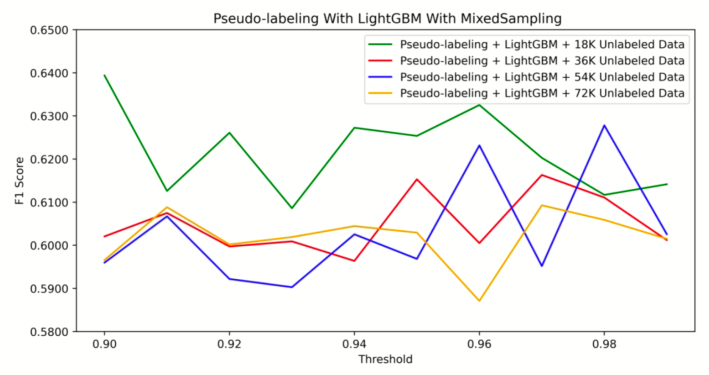 Pseudo-labeling With LightGBM With MixedSampling
0.6500
0.6400
0.6300
0.6200
0.6100
0.6000
0.5900
0.5800
F1 Score
Pseudo-labeling + LightGBM + 18K Unlabeled Data
Pseudo-labeling + LightGBM + 36K Unlabeled Data
Pseudo-labeling + LightGBM + 54K Unlabeled Data
Pseudo-labeling + LightGBM + 72K Unlabeled Data
0.90 0.92 0.94 0.96 0.98
Threshold